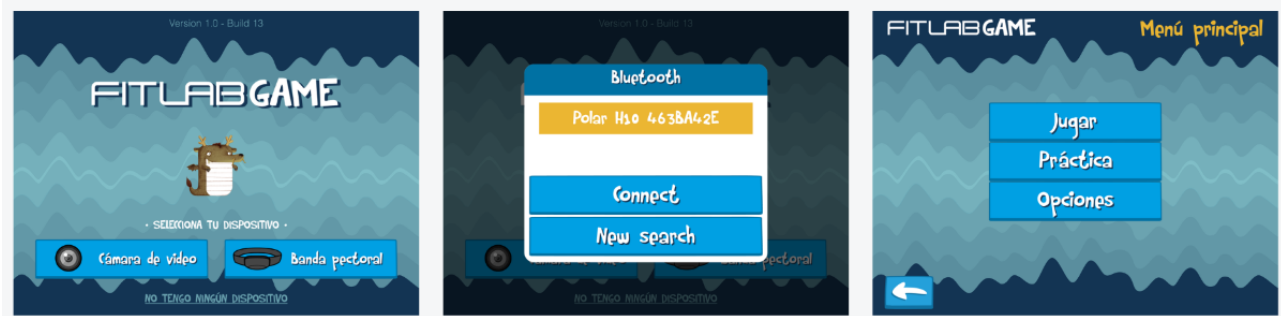 Version 1.0 - Build 13
FITLABGAME
· SELECCIONA TU DISPOSITIVO ·
Cámara de vídeo
Banda pectoral
NO TENGO NINGÚN DISPOSITIVO
Version 1.0 - Build 13
Bluetooth
Polar H10 463BA42E
Connect
New search
pectoral
NO TENGO NINGÚN DISPOSITIVO
FITLABGAME
Menú principal
Jugar
Práctica
Opciones